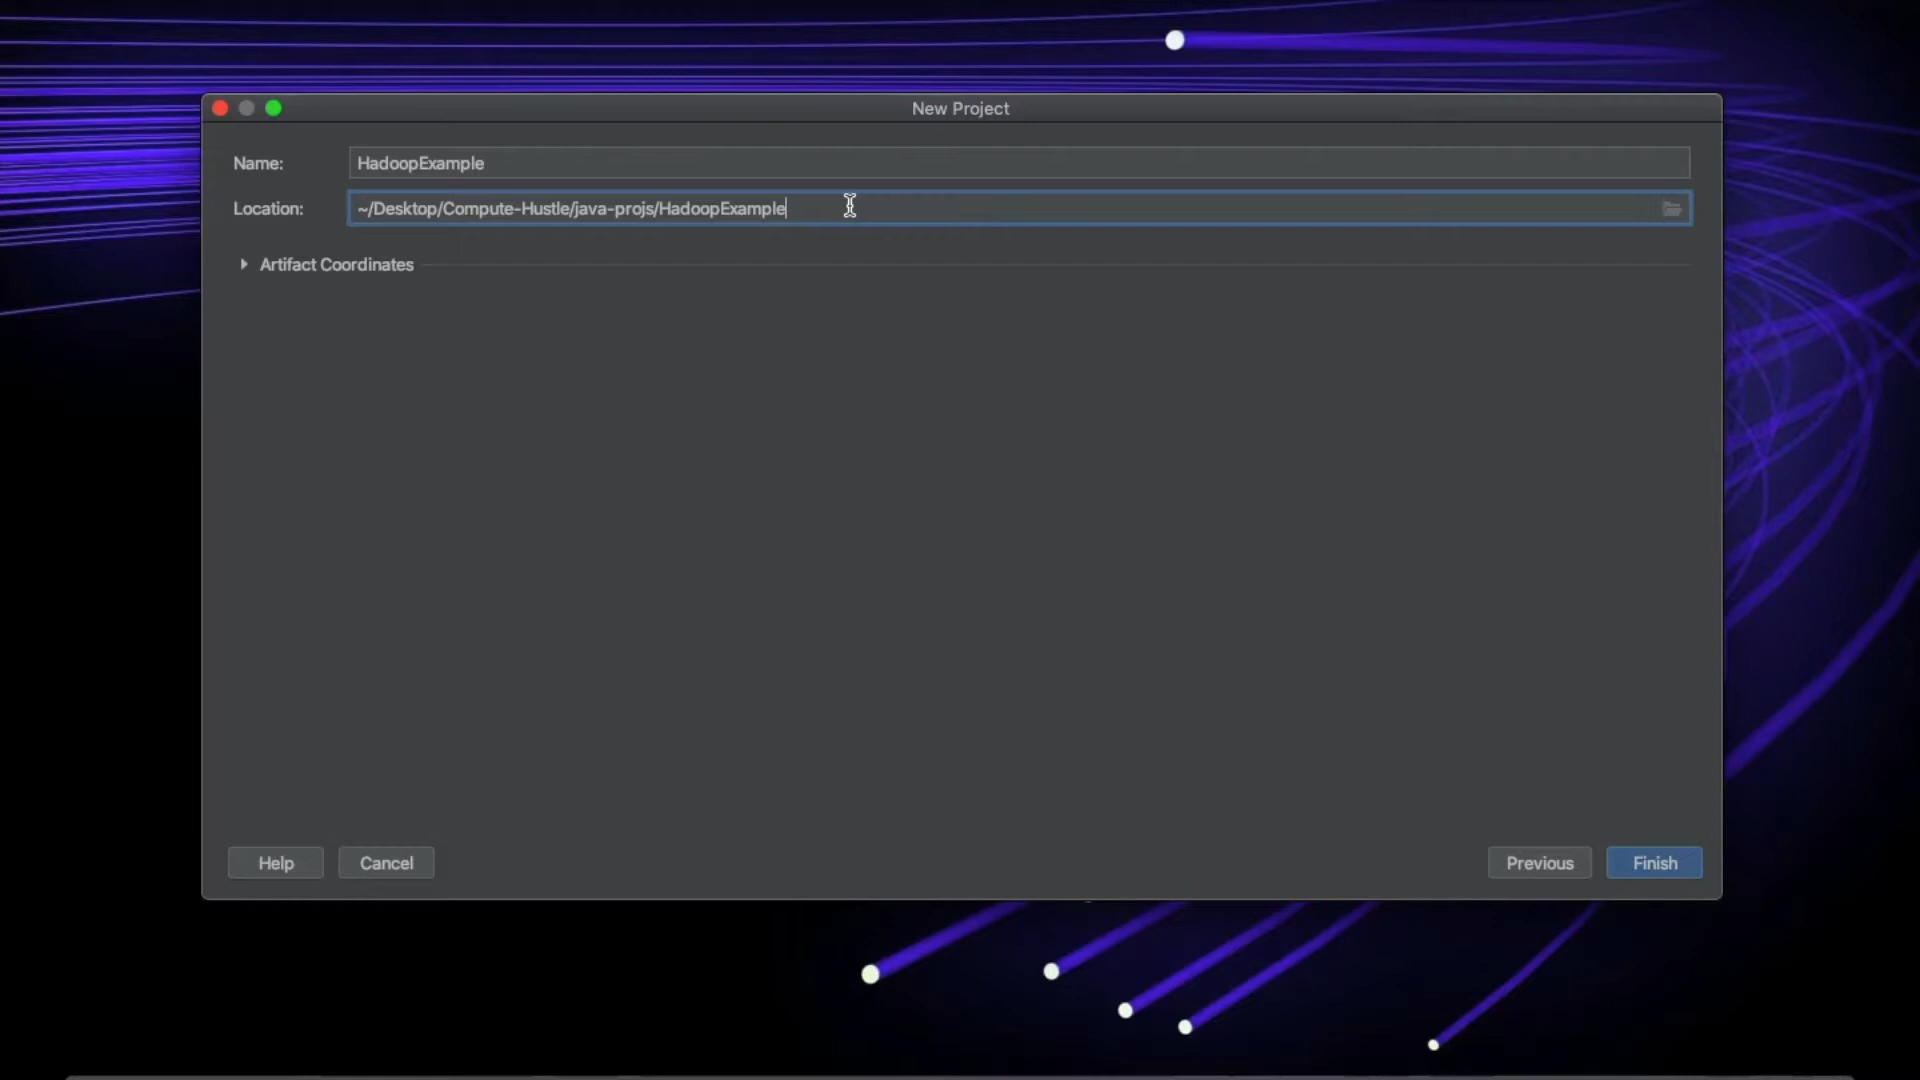 New Project
Name: HadoopExample
Location: ~/Desktop/Compute-Hustle/java-projs/HadoopExample
Artifact Coordinates
Help Cancel Previous Finish